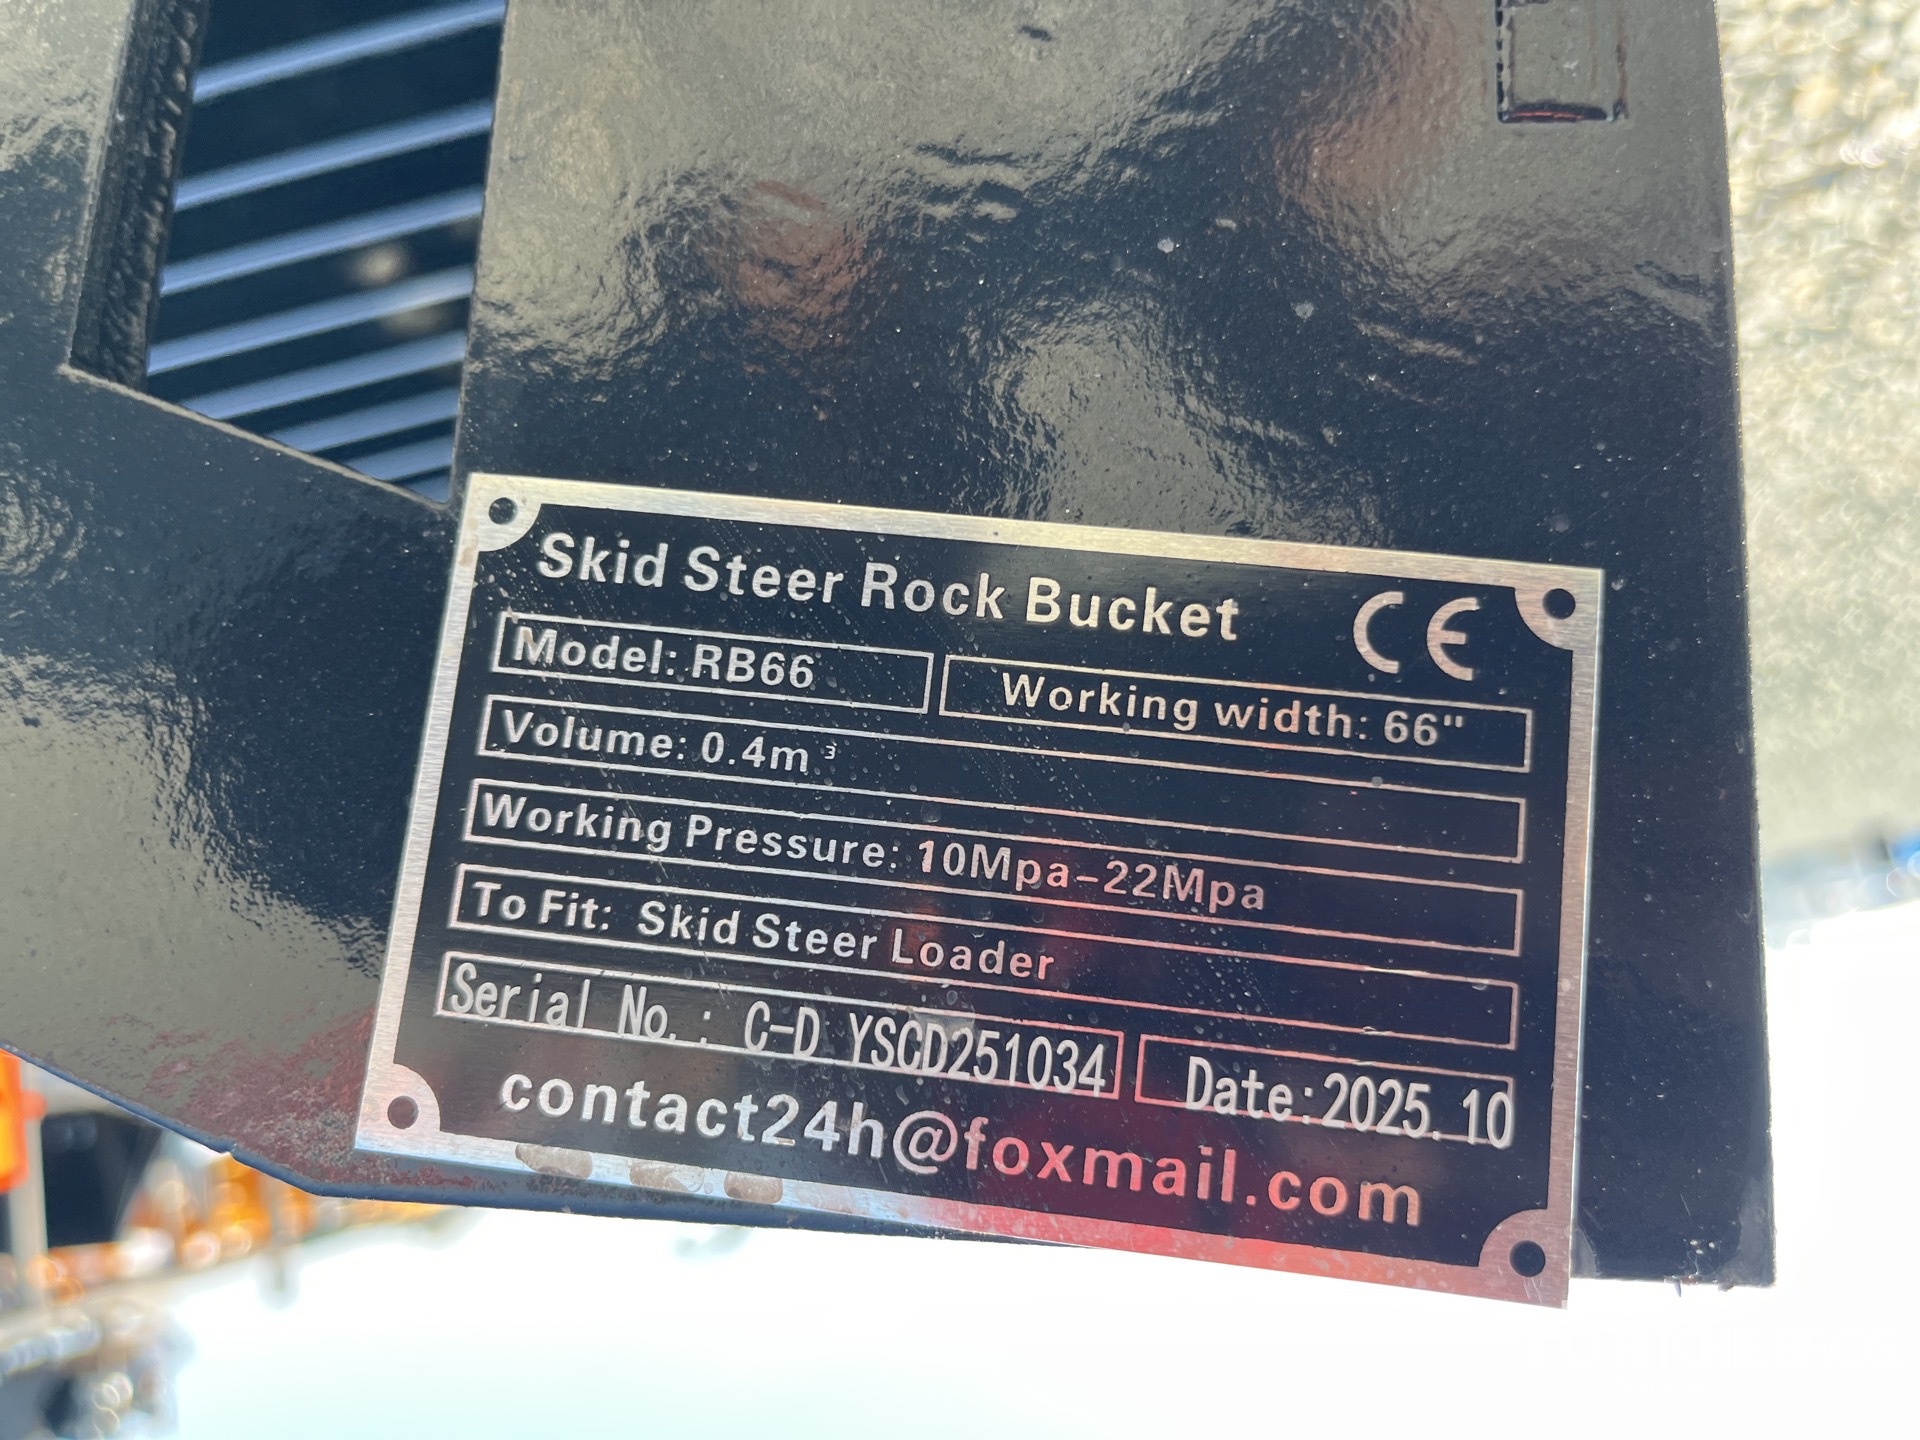 Skid Steer Rock Bucket CE
Model: RB66 Working width: 66"
Volume: 0.4m³
Working Pressure: 10Mpa-22Mpa
To Fit: Skid Steer Loader
Serial No.: C-D YSCD251034 Date:2025.10
contact24h@foxmail.com